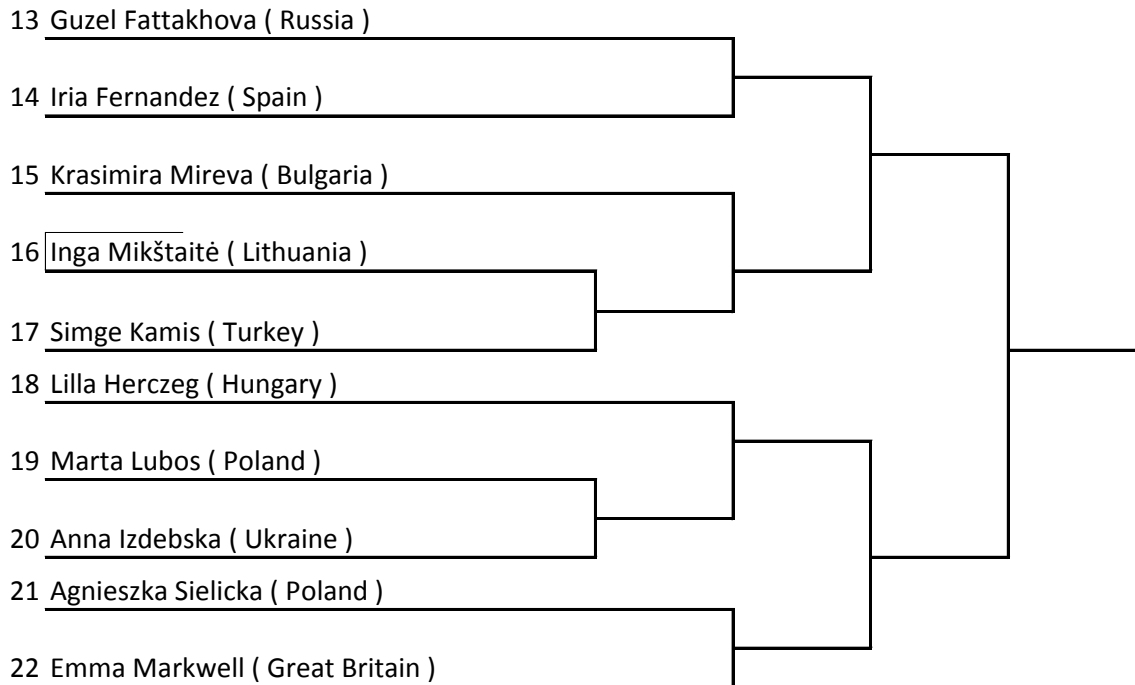 13 Guzel Fattakhova ( Russia )
14 Iria Fernandez ( Spain )
15 Krasimira Mireva ( Bulgaria )
16 Inga Mikštaitė ( Lithuania )
17 Simge Kamis ( Turkey )
18 Lilla Herczeg ( Hungary )
19 Marta Lubos ( Poland )
20 Anna Izdebska ( Ukraine )
21 Agnieszka Sielicka ( Poland )
22 Emma Markwell ( Great Britain )